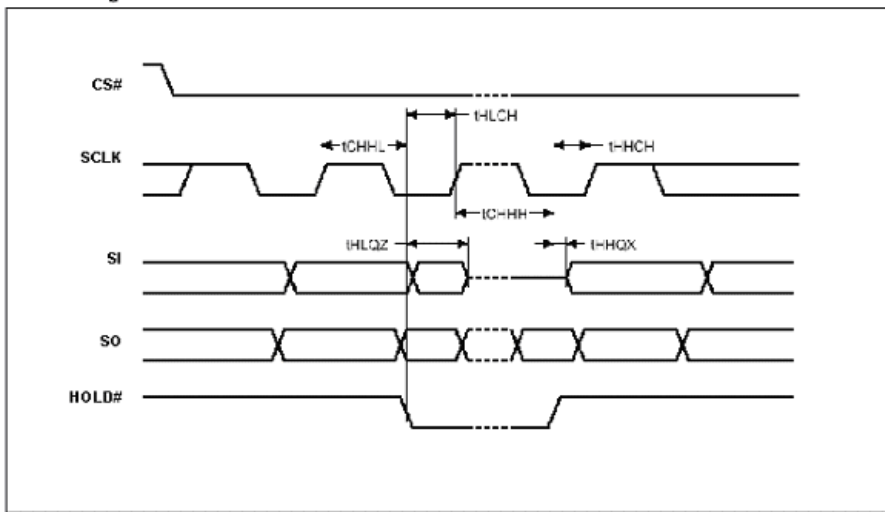 CS#
tHLCH
SCLK
tCHHL
tHHCH
tCHHH
tHLQZ
tHHQX
SI
SO
HOLD#